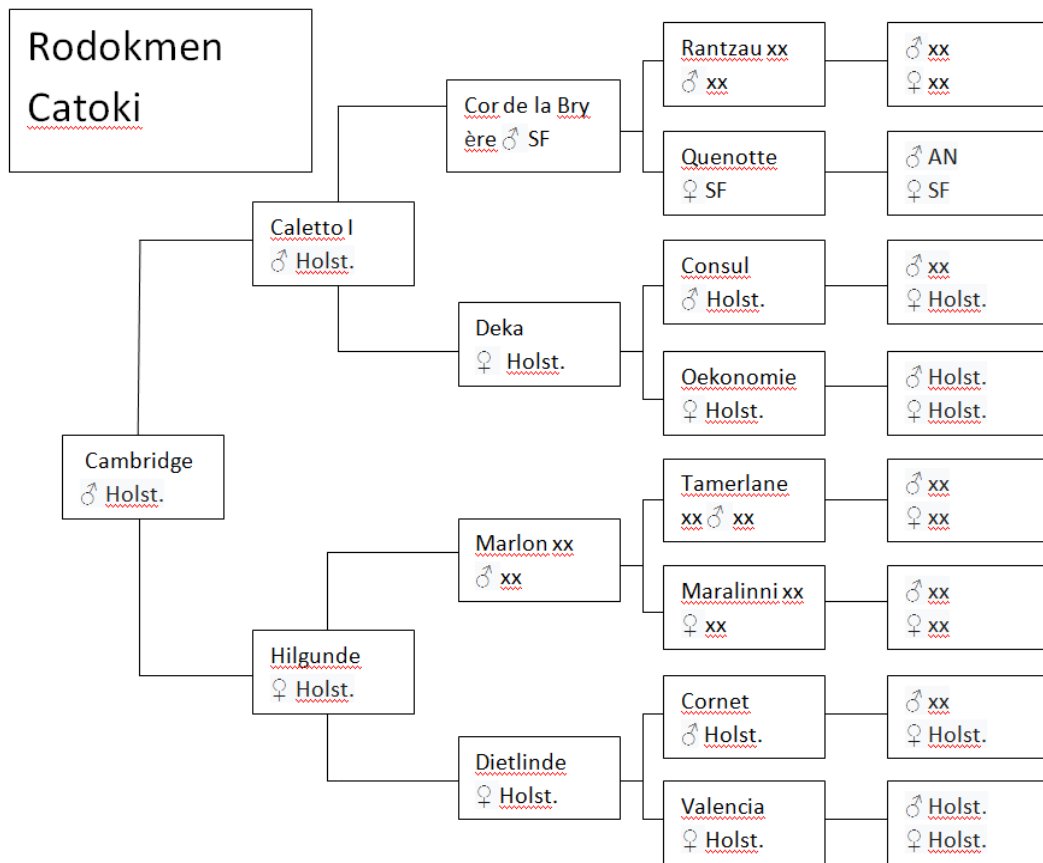 Rodokmen
Catoki
Rantzau xx
♂ xx
♂ xx
♀ xx
Cor de la Bry
ère ♂ SF
Quenotte
♀ SF
♂ AN
♀ SF
Caletto I
♂ Holst.
Consul
♂ Holst.
♂ xx
♀ Holst.
Deka
♀ Holst.
Oekonomie
♀ Holst.
♂ Holst.
♀ Holst.
Cambridge
♂ Holst.
Tamerlane
xx ♂ xx
♂ xx
♀ xx
Marlon xx
♂ xx
Maralinni xx
♀ xx
♂ xx
♀ xx
Hilgunde
♀ Holst.
Cornet
♂ Holst.
♂ xx
♀ Holst.
Dietlinde
♀ Holst.
Valencia
♀ Holst.
♂ Holst.
♀ Holst.